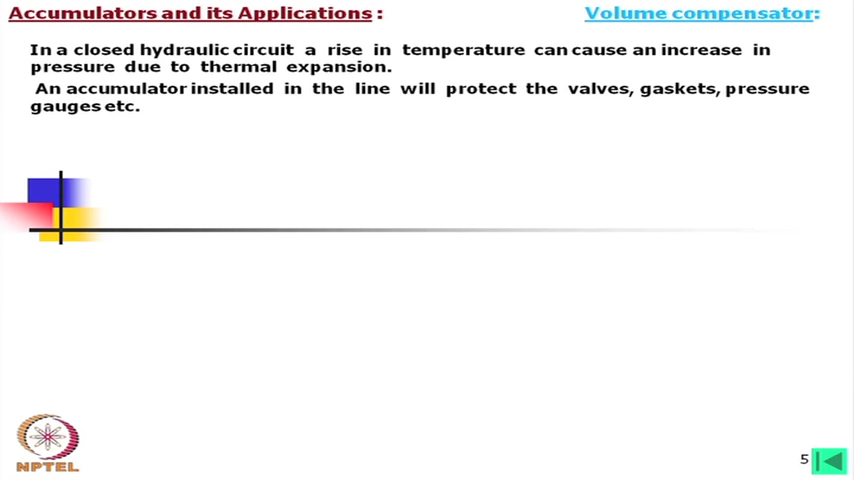 Accumulators and its Applications :
Volume compensator:
In a closed hydraulic circuit a rise in temperature can cause an increase in
pressure due to thermal expansion.
An accumulator installed in the line will protect the valves, gaskets, pressure
gauges etc.
NPTEL
5